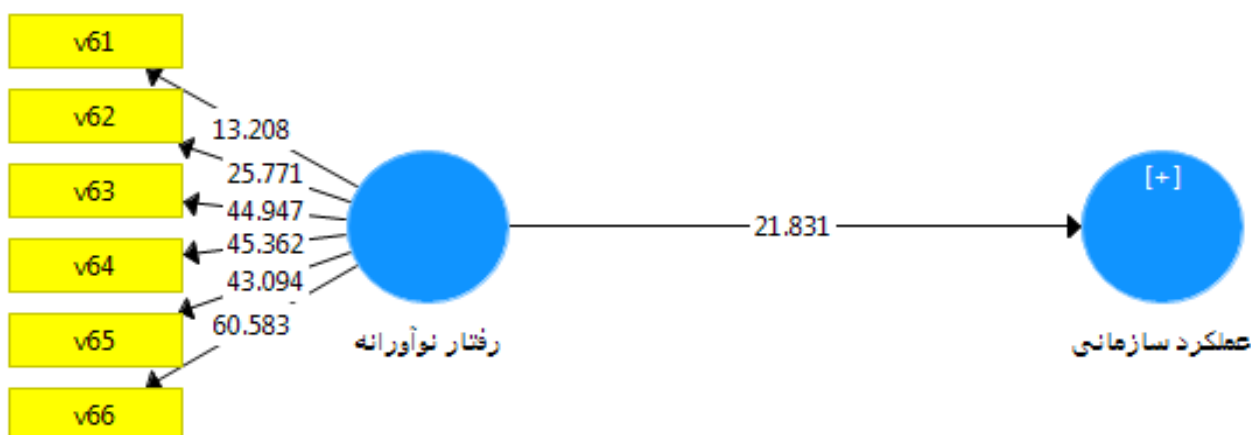 v61
v62
v63
v64
v65
v66
13.208
25.771
44.947
45.362
43.094
60.583
رفتار نوآورانه
21.831
[+]
عملکرد سازمانی